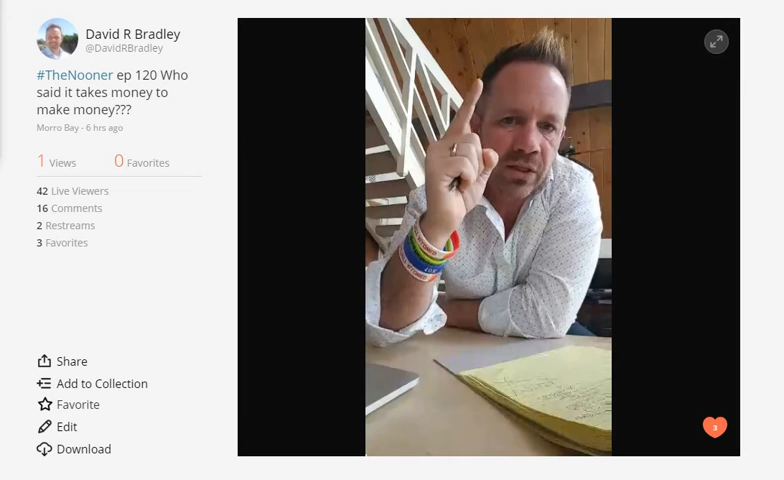 David R Bradley
@DavidRBradley
#TheNooner ep 120 Who
said it takes money to
make money???
Morro Bay - 6 hrs ago
1 Views 0 Favorites
42 Live Viewers
16 Comments
2 Restreams
3 Favorites
Share
Add to Collection
Favorite
Edit
Download
3